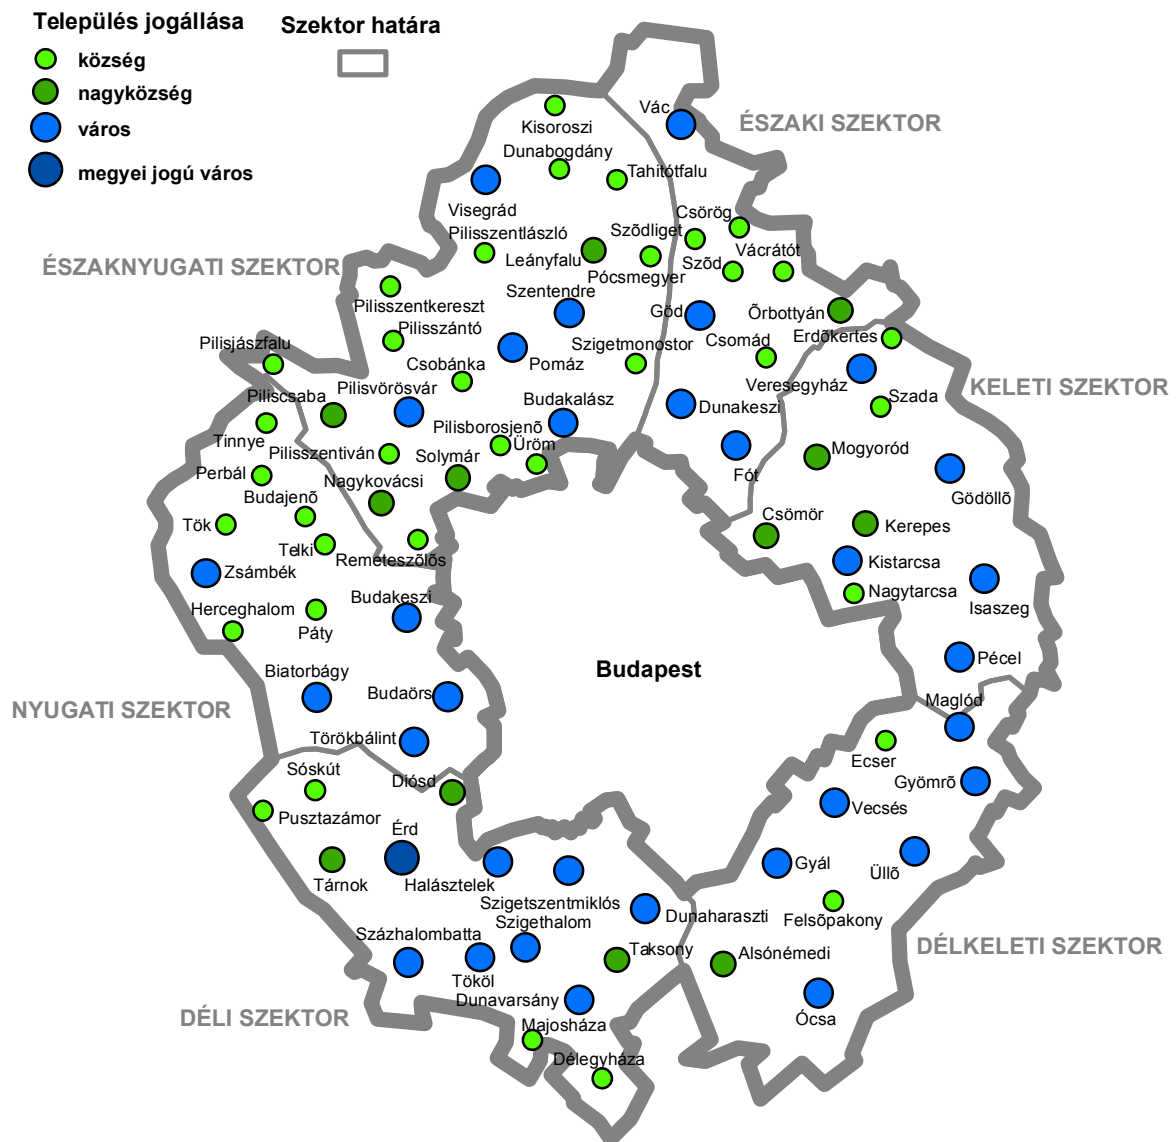 Település jogállása
Szektor határa
község
nagyközség
város
megyei jogú város
Vác
ÉSZAKI SZEKTOR
Kisoroszi
Dunabogdány
Tahitótfalu
Visegrád
Csörög
Pilisszentlászló
Szõdliget
Vácrátót
Leányfalu
Szõd
ÉSZAKNYUGATI SZEKTOR
Pócsmegyer
Szentendre
Pilisszentkereszt
Göd
Õrbottyán
Pilisszántó
Szigetmonostor
Csomád
Erdõkertes
Pilisjászfalu
Csobánka
Pomáz
Veresegyház
KELETI SZEKTOR
Piliscsaba
Pilisvörösvár
Szada
Budakalász
Dunakeszi
Pilisborosjenõ
Tinnye
Üröm
Mogyoród
Pilisszentiván
Solymár
Perbál
Fót
Gödöllõ
Nagykovácsi
Budajenõ
Csömör
Tök
Kerepes
Telki
Remeteszõlõs
Kistarcsa
Zsámbék
Nagytarcsa
Isaszeg
Budakeszi
Herceghalom
Páty
Pécel
Budapest
Biatorbágy
Budaörs
Maglód
NYUGATI SZEKTOR
Törökbálint
Ecser
Sóskút
Diósd
Gyömrõ
Vecsés
Pusztazámor
Érd
Gyál
Üllõ
Tárnok
Halásztelek
Szigetszentmiklós
Dunaharaszti
Felsõpakony
Szigethalom
Százhalombatta
DÉLKELETI SZEKTOR
Taksony
Alsónémedi
Tököl
Dunavarsány
DÉLI SZEKTOR
Ócsa
Majosháza
Délegyháza